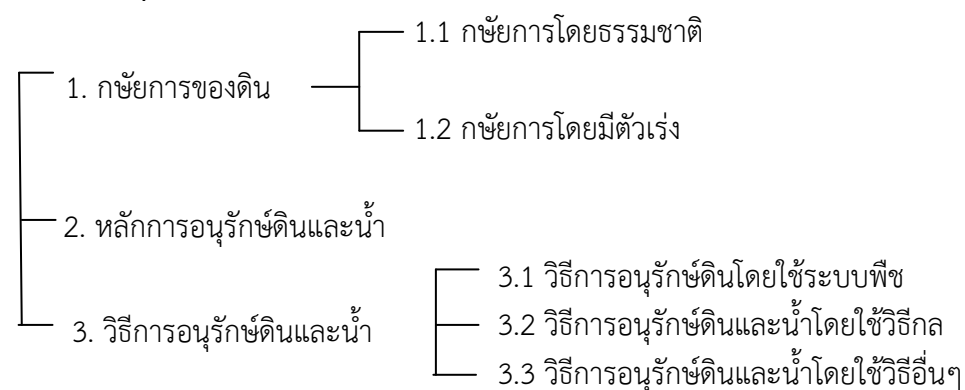 1. กษัยการของดิน
1.1 กษัยการโดยธรรมชาติ
1.2 กษัยการโดยมีตัวเร่ง
2. หลักการอนุรักษ์ดินและน้ำ
3. วิธีการอนุรักษ์ดินและน้ำ
3.1 วิธีการอนุรักษ์ดินโดยใช้ระบบพืช
3.2 วิธีการอนุรักษ์ดินและน้ำโดยใช้วิธีกล
3.3 วิธีการอนุรักษ์ดินและน้ำโดยใช้วิธีอื่นๆ